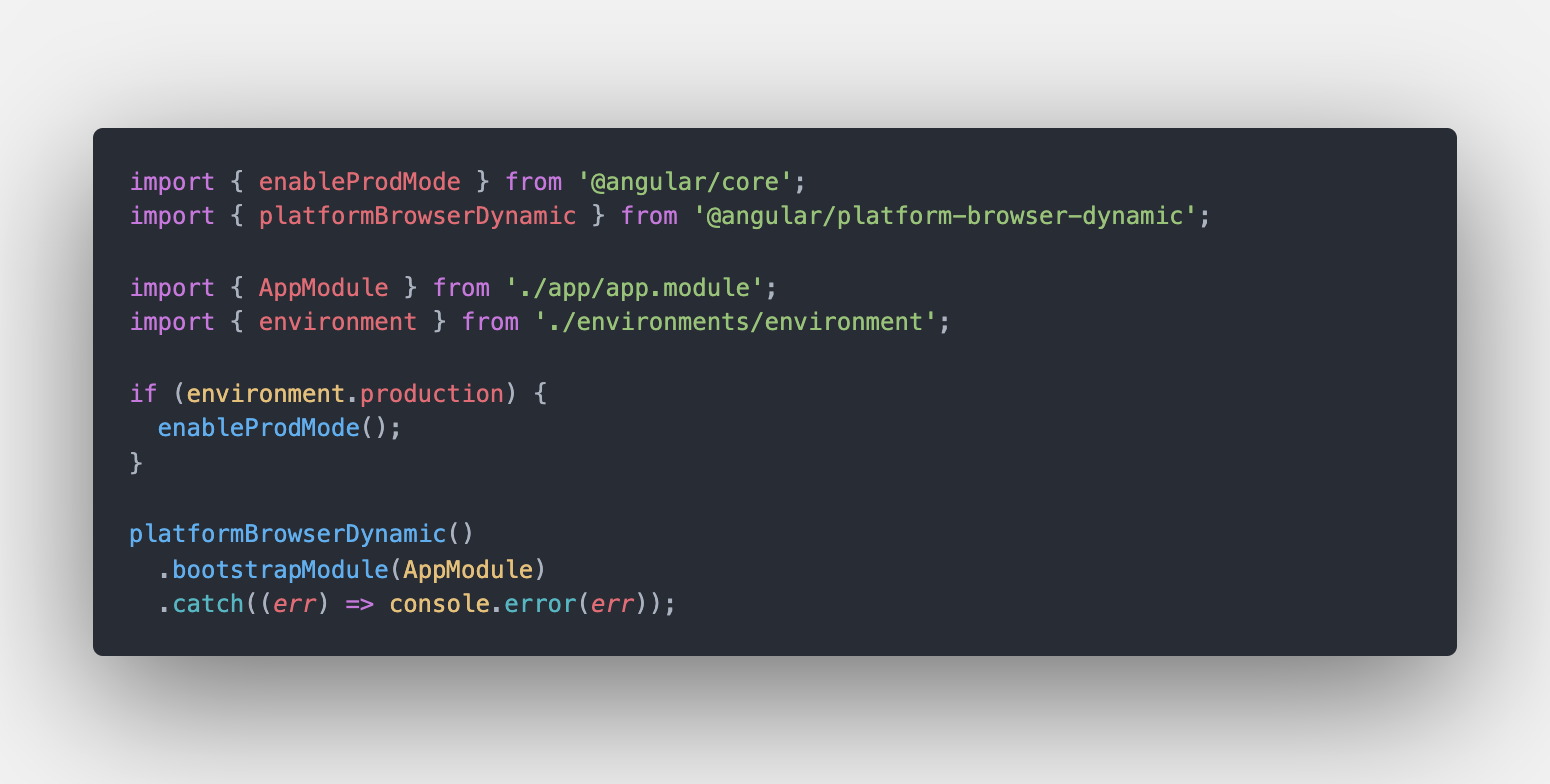 import { enableProdMode } from '@angular/core';
import { platformBrowserDynamic } from '@angular/platform-browser-dynamic';

import { AppModule } from './app/app.module';
import { environment } from './environments/environment';

if (environment.production) {
  enableProdMode();
}

platformBrowserDynamic()
  .bootstrapModule(AppModule)
  .catch((err) => console.error(err));